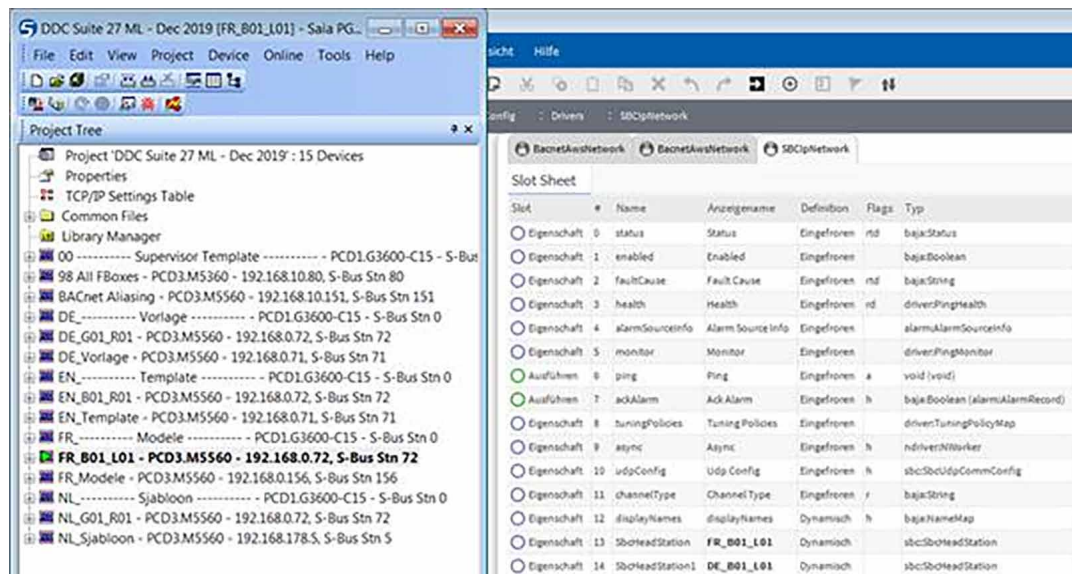 DDC Suite 27 ML - Dec 2019 [FR_B01_L01] - Saia PG...
File Edit View Project Device Online Tools Help
Project Tree
Project 'DDC Suite 27 ML - Dec 2019' : 15 Devices
Properties
TCP/IP Settings Table
Common Files
Library Manager
00 ---------- Supervisor Template ---------- - PCD1.G3600-C15 - S-Bus
98 All FBoxes - PCD3.M5360 - 192.168.10.80, S-Bus Stn 80
BACnet Aliasing - PCD3.M5560 - 192.168.10.151, S-Bus Stn 151
DE_---------- Vorlage ---------- - PCD1.G3600-C15 - S-Bus Stn 0
DE_G01_R01 - PCD3.M5560 - 192.168.0.72, S-Bus Stn 72
DE_Vorlage - PCD3.M5560 - 192.168.0.71, S-Bus Stn 71
EN_---------- Template ---------- - PCD1.G3600-C15 - S-Bus Stn 0
EN_B01_R01 - PCD3.M5560 - 192.168.0.72, S-Bus Stn 72
EN_Template - PCD3.M5560 - 192.168.0.71, S-Bus Stn 71
FR_---------- Modele ---------- - PCD1.G3600-C15 - S-Bus Stn 0
FR_B01_L01 - PCD3.M5560 - 192.168.0.72, S-Bus Stn 72
FR_Modele - PCD3.M5560 - 192.168.0.156, S-Bus Stn 156
NL_---------- Sjabloon ---------- - PCD1.G3600-C15 - S-Bus Stn 0
NL_G01_R01 - PCD3.M5560 - 192.168.0.72, S-Bus Stn 72
NL_Sjabloon - PCD3.M5560 - 192.168.178.5, S-Bus Stn 5
sicht Hilfe
onfig : Drivers : SBCIpNetwork
BacnetAwsNetwork BacnetAwsNetwork SBCIpNetwork
Slot Sheet
Slot # Name Anzeigename Definition Flags Typ
Eigenschaft 0 status Status Eingefroren rtd baja:Status
Eigenschaft 1 enabled Enabled Eingefroren baja:Boolean
Eigenschaft 2 faultCause Fault Cause Eingefroren rtd baja:String
Eigenschaft 3 health Health Eingefroren rd driver:PingHealth
Eigenschaft 4 alarmSourceInfo Alarm Source Info Eingefroren alarm:AlarmSourceInfo
Eigenschaft 5 monitor Monitor Eingefroren driver:PingMonitor
Ausführen 6 ping Ping Eingefroren a void (void)
Ausführen 7 ackAlarm Ack Alarm Eingefroren h baja:Boolean (alarm:AlarmRecord)
Eigenschaft 8 tuningPolicies Tuning Policies Eingefroren driver:TuningPolicyMap
Eigenschaft 9 async Async Eingefroren h ndriver:NWorker
Eigenschaft 10 udpConfig Udp Config Eingefroren h sbc:SbcUdpCommConfig
Eigenschaft 11 channelType Channel Type Eingefroren r baja:String
Eigenschaft 12 displayNames displayNames Dynamisch h baja:NameMap
Eigenschaft 13 SbcHeadStation FR_B01_L01 Dynamisch sbc:SbcHeadStation
Eigenschaft 14 SbcHeadStation1 DE_B01_L01 Dynamisch sbc:SbcHeadStation